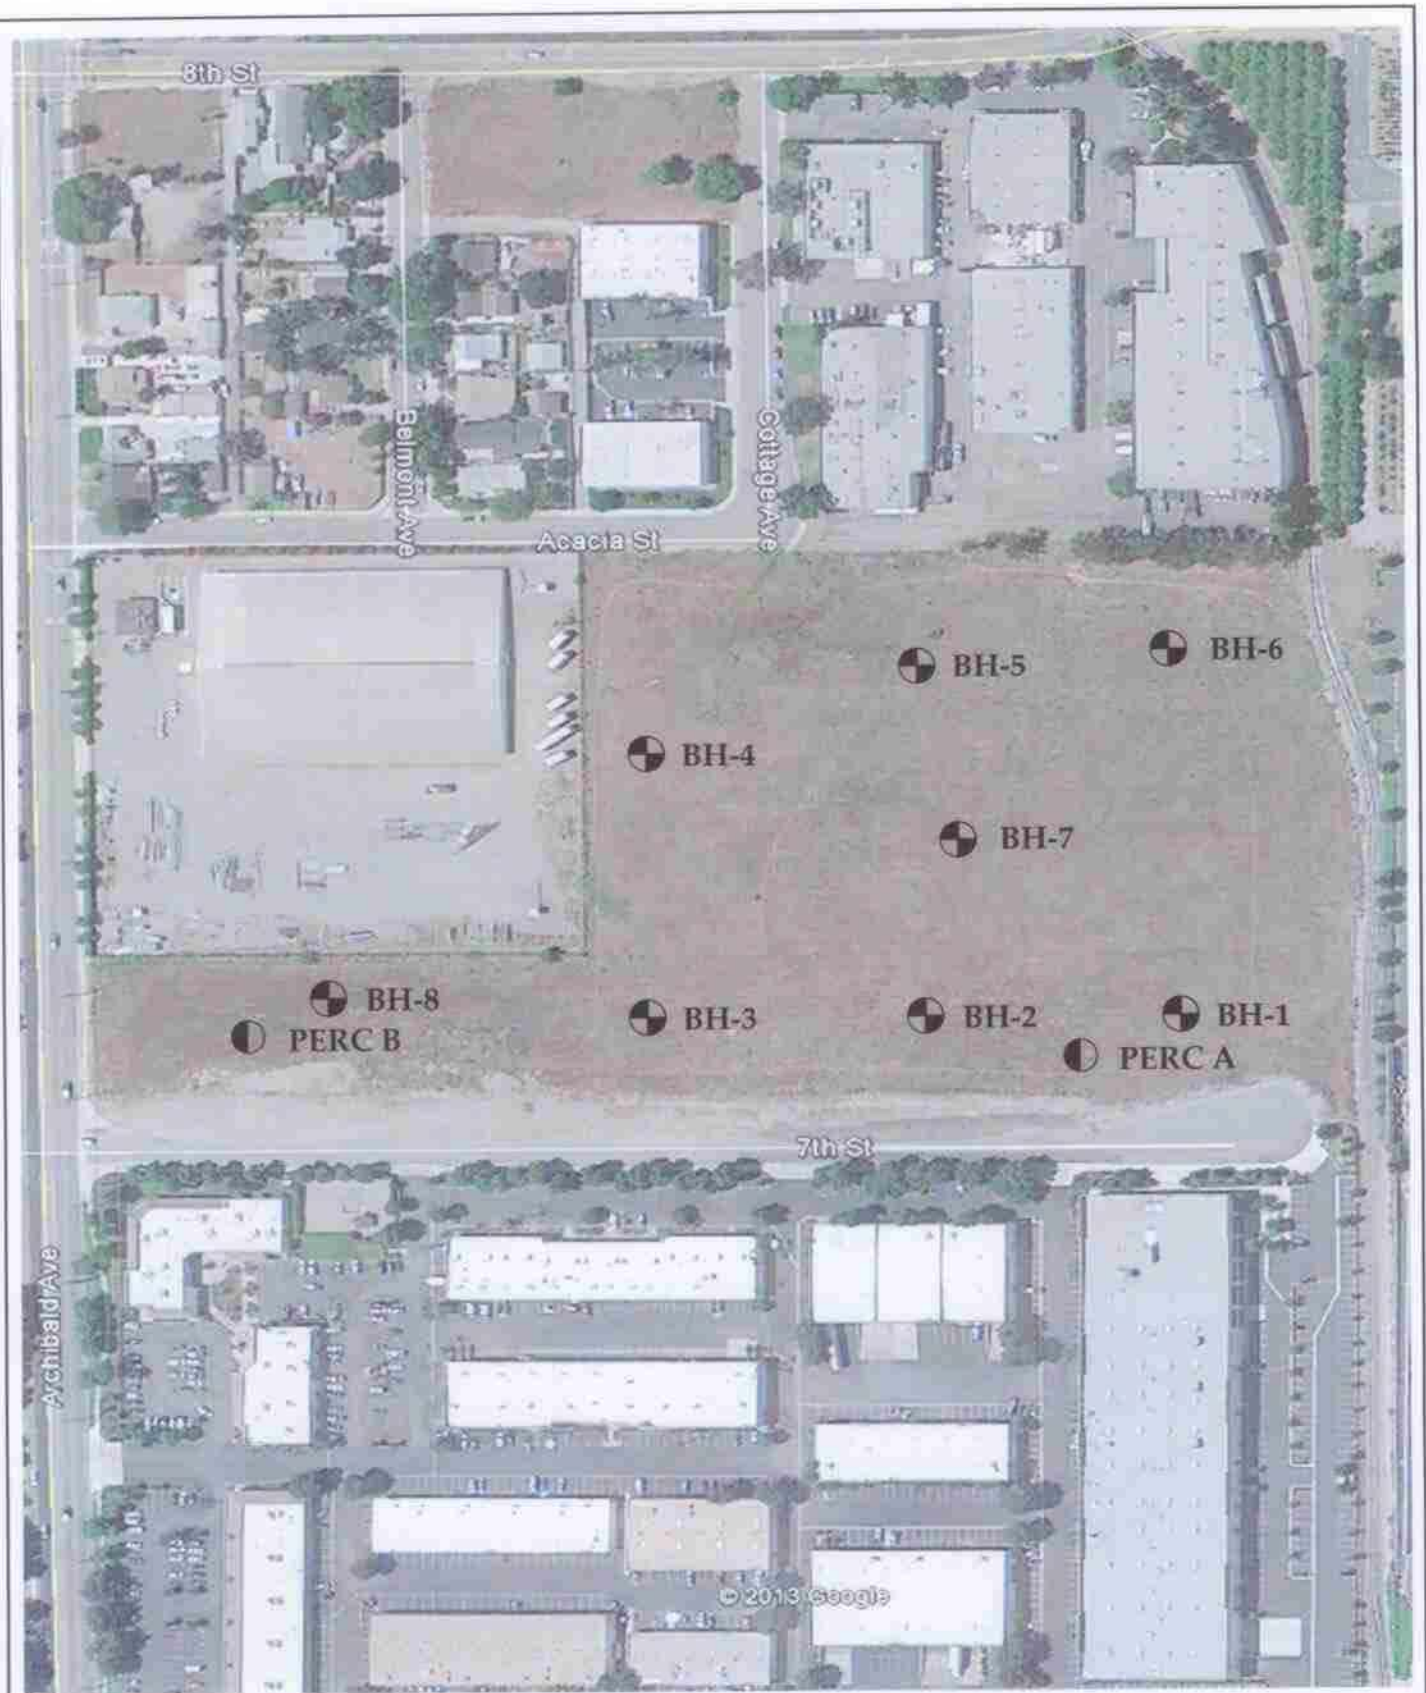 8th St
Belmont Ave
Cottage Ave
Acacia St
BH-6
BH-5
BH-4
BH-7
BH-8
BH-3
BH-2
BH-1
PERC B
PERC A
7th St
Archibald Ave
© 2013 Google